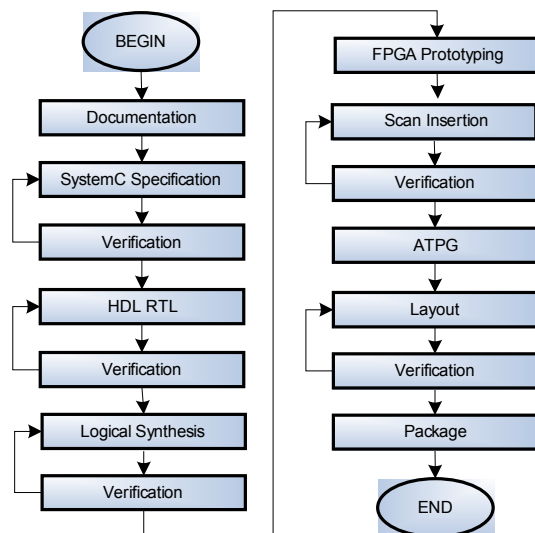 BEGIN
Documentation
SystemC Specification
Verification
HDL RTL
Verification
Logical Synthesis
Verification
FPGA Prototyping
Scan Insertion
Verification
ATPG
Layout
Verification
Package
END